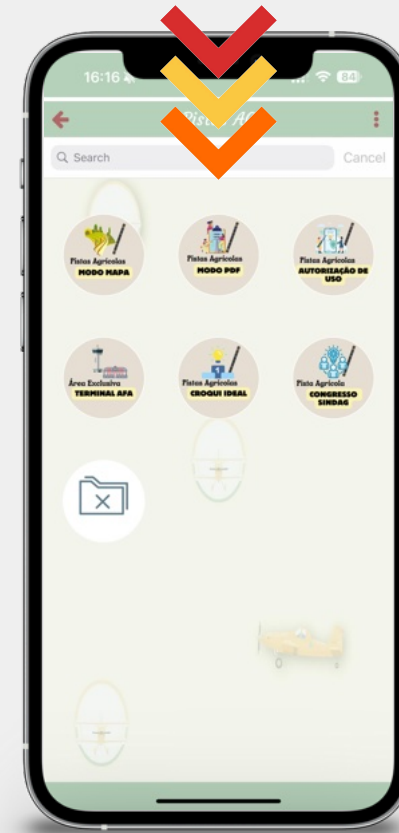 16:16
84
Search
Cancel
Pistas Agrícolas
MODO MAPA
Pistas Agrícolas
MODO PDF
Pistas Agrícolas
AUTORIZAÇÃO DE
USO
Área Exclusiva
TERMINAL AFA
Pistas Agrícolas
CROQUI IDEAL
Pista Agrícola
CONGRESSO
SINDAG